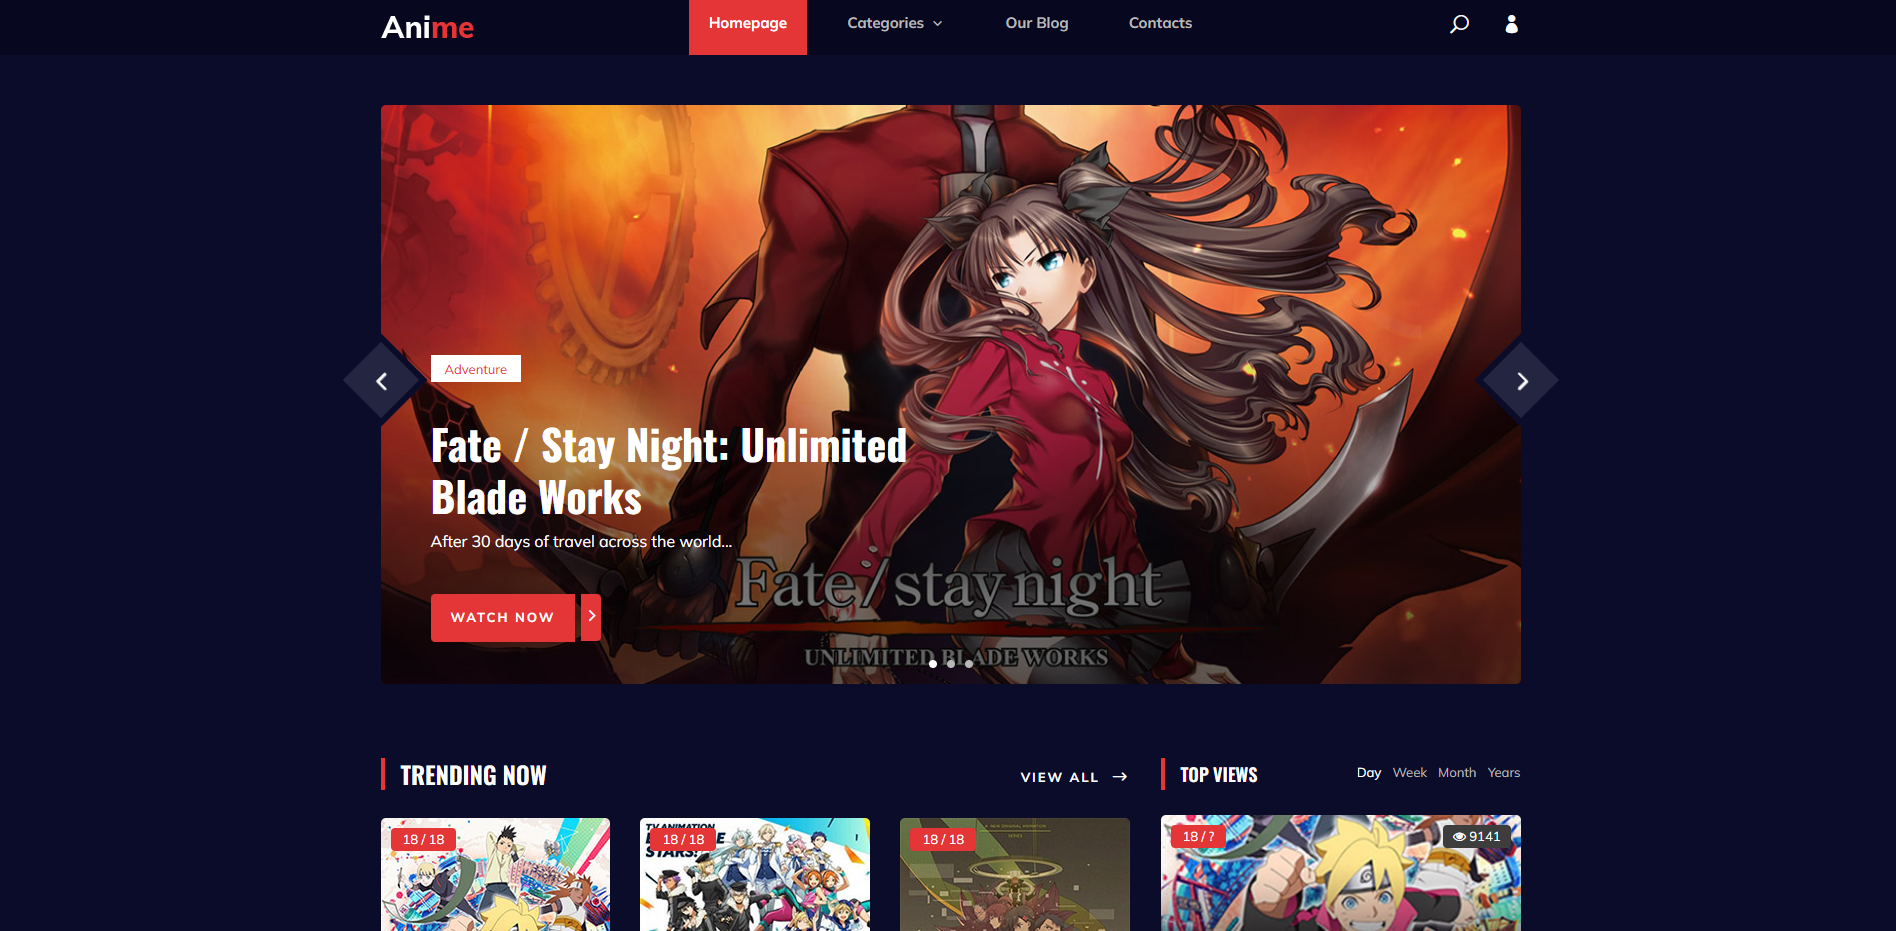 Anime
Homepage
Categories
Our Blog
Contacts
Adventure
Fate / Stay Night: Unlimited
Blade Works
After 30 days of travel across the world...
WATCH NOW
Fate/stay night
UNLIMITED BLADE WORKS
TRENDING NOW
VIEW ALL
TOP VIEWS
Day Week Month Years
18 / 18
TV ANIMATION
18 / 18
STARS!
18 / 18
18 / ?
9141